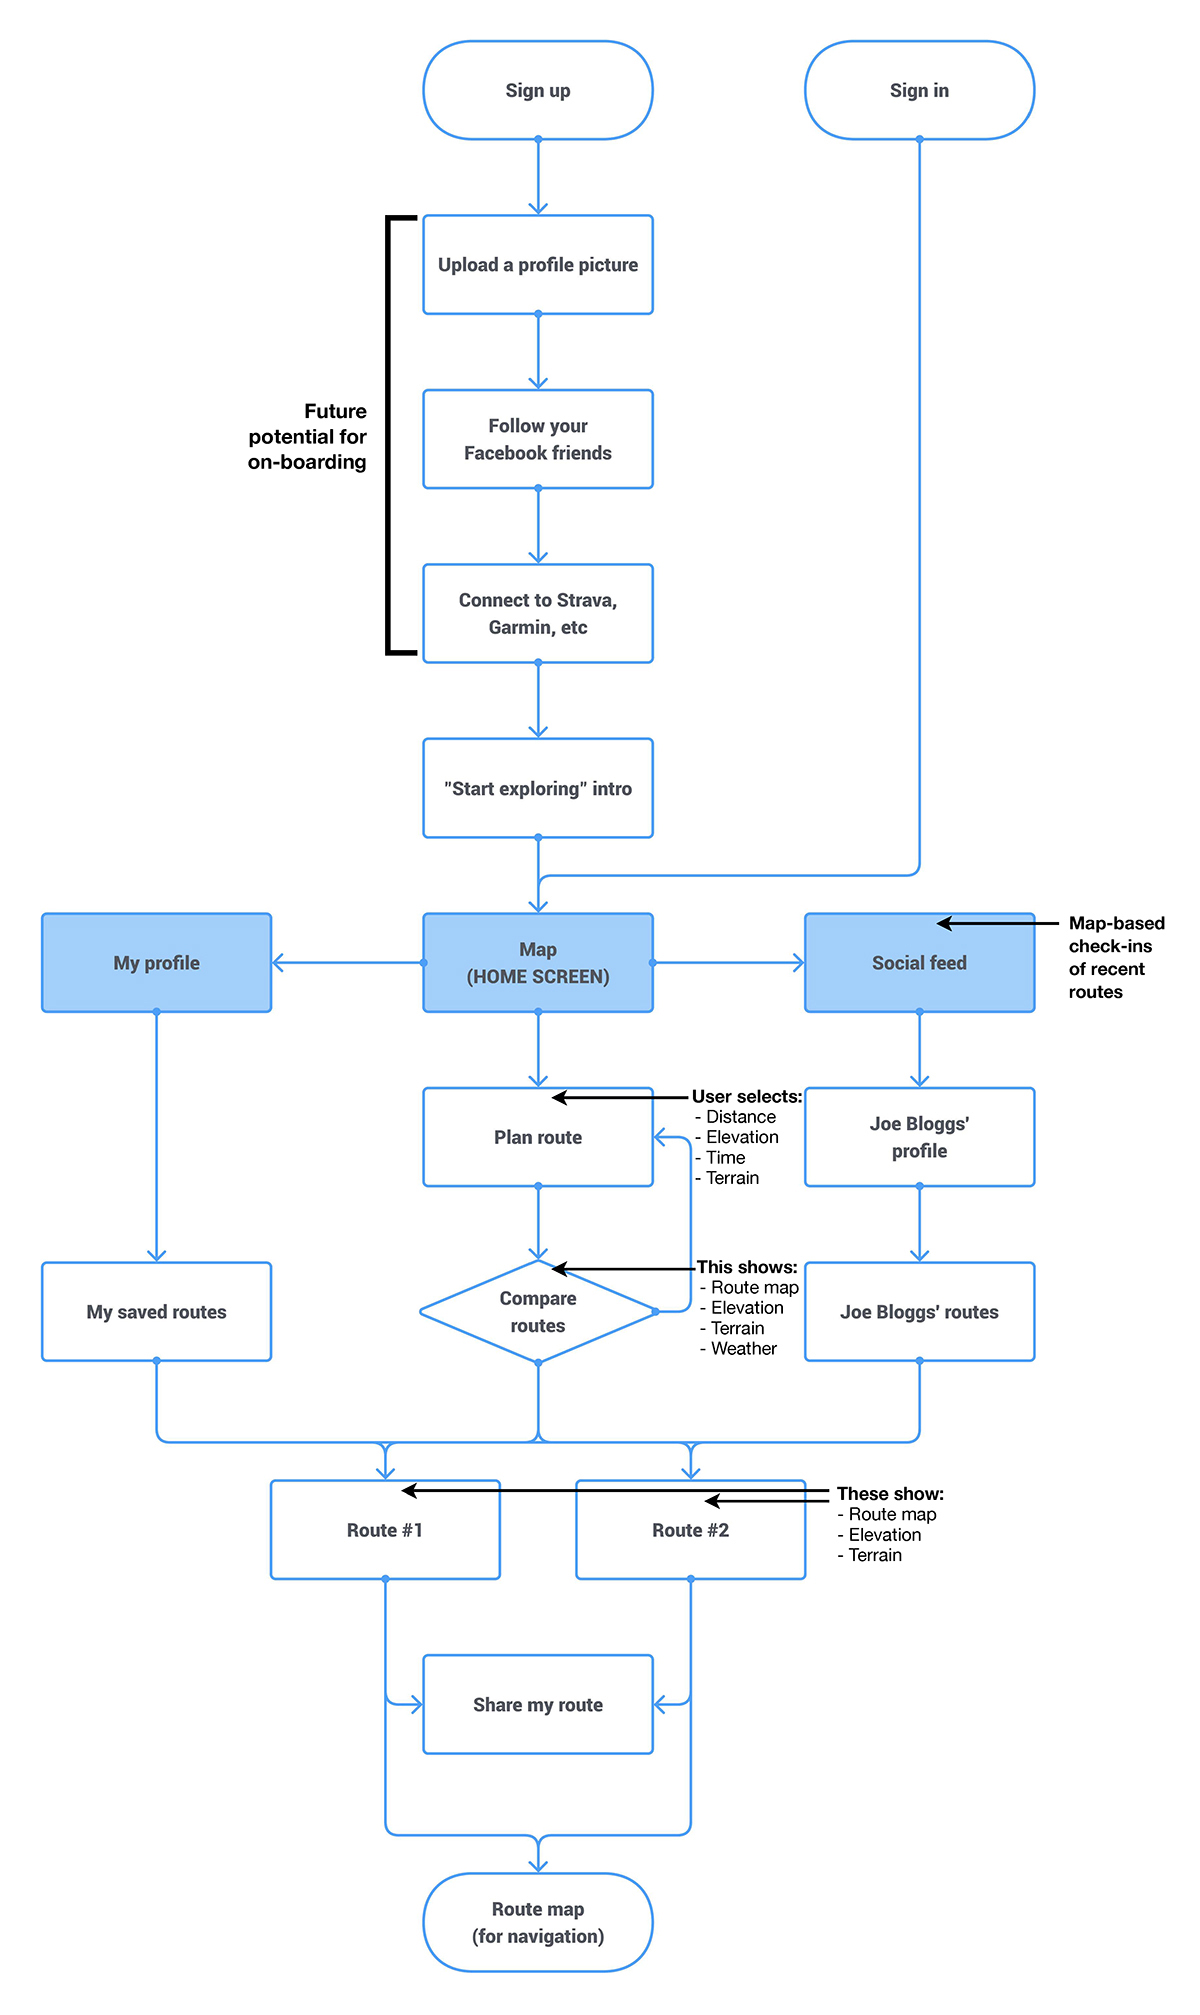 Sign up
Sign in
Upload a profile picture
Future
potential for
on-boarding
Follow your
Facebook friends
Connect to Strava,
Garmin, etc
"Start exploring" intro
My profile
Map
(HOME SCREEN)
Social feed
Map-based
check-ins
of recent
routes
Plan route
User selects:
- Distance
- Elevation
- Time
- Terrain
Joe Bloggs'
profile
My saved routes
Compare
routes
This shows:
- Route map
- Elevation
- Terrain
- Weather
Joe Bloggs' routes
Route #1
Route #2
These show:
- Route map
- Elevation
- Terrain
Share my route
Route map
(for navigation)